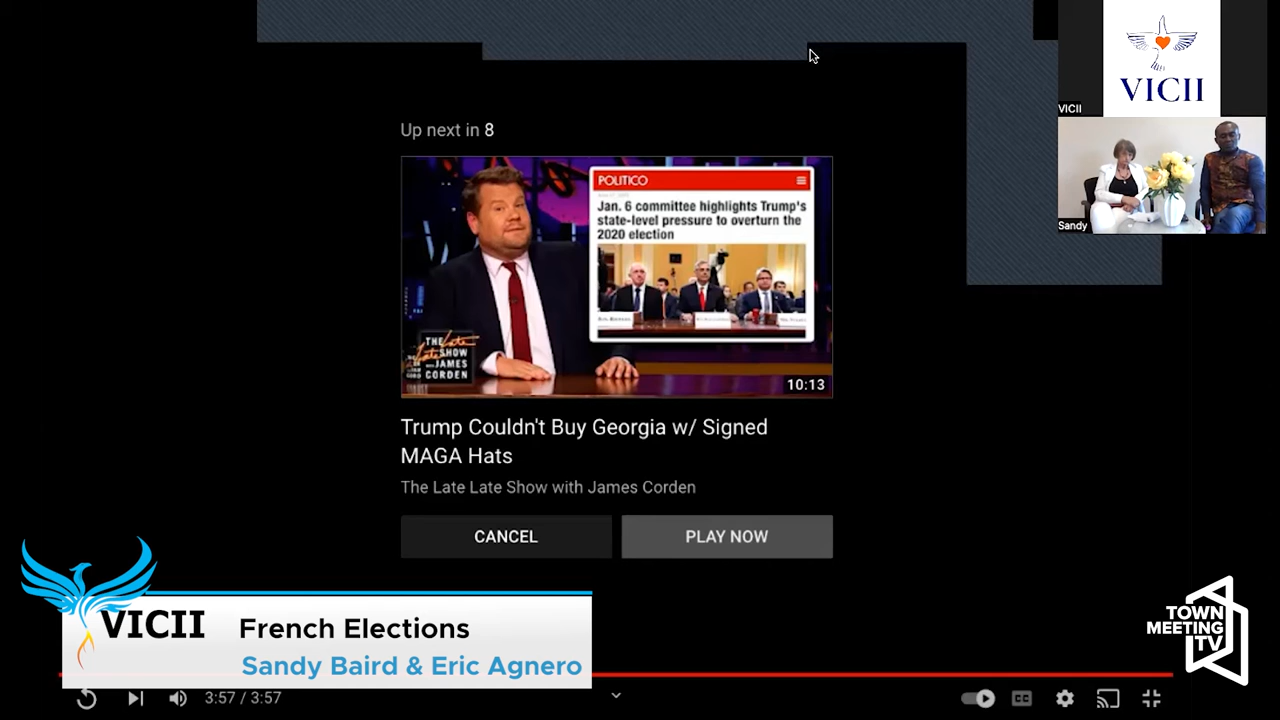 VICII
VICII
Sandy
Up next in 8
POLITICO
Jan. 6 committee highlights Trump's
state-level pressure to overturn the
2020 election
THE
Late Late
SHOW
WITH JAMES
CORDEN
10:13
Trump Couldn't Buy Georgia w/ Signed
MAGA Hats
The Late Late Show with James Corden
CANCEL
PLAY NOW
VICII
French Elections
Sandy Baird & Eric Agnero
TOWN
MEETING
TV
3:57 / 3:57
CC